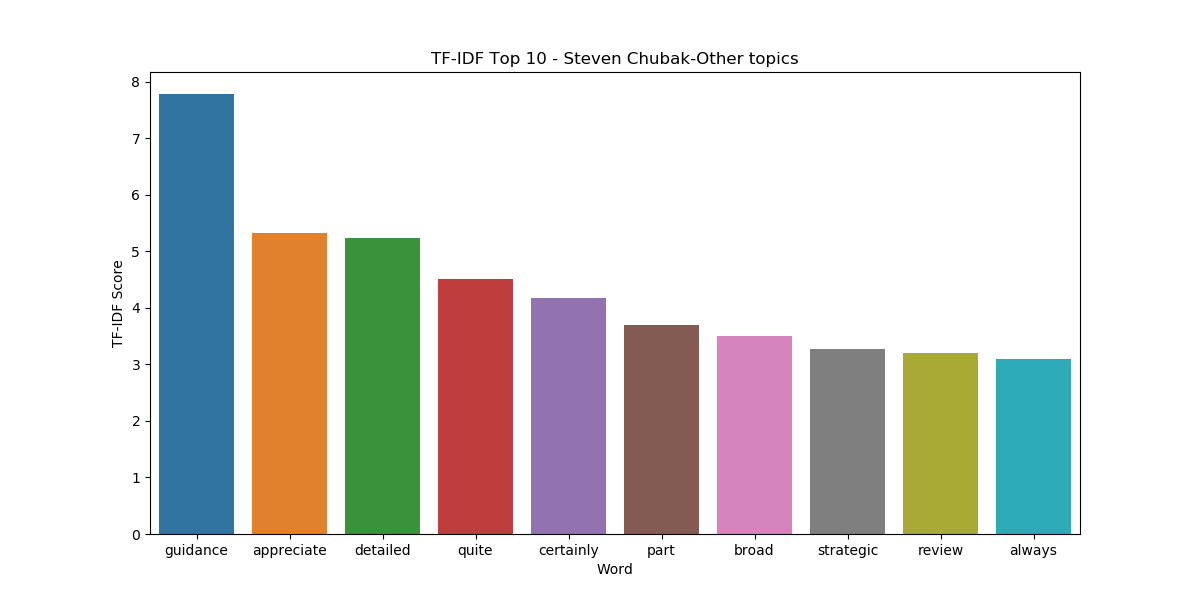 TF-IDF Top 10 - Steven Chubak-Other topics
TF-IDF Score
8
7
6
5
4
3
2
1
0
guidance appreciate detailed quite certainly part broad strategic review always
Word